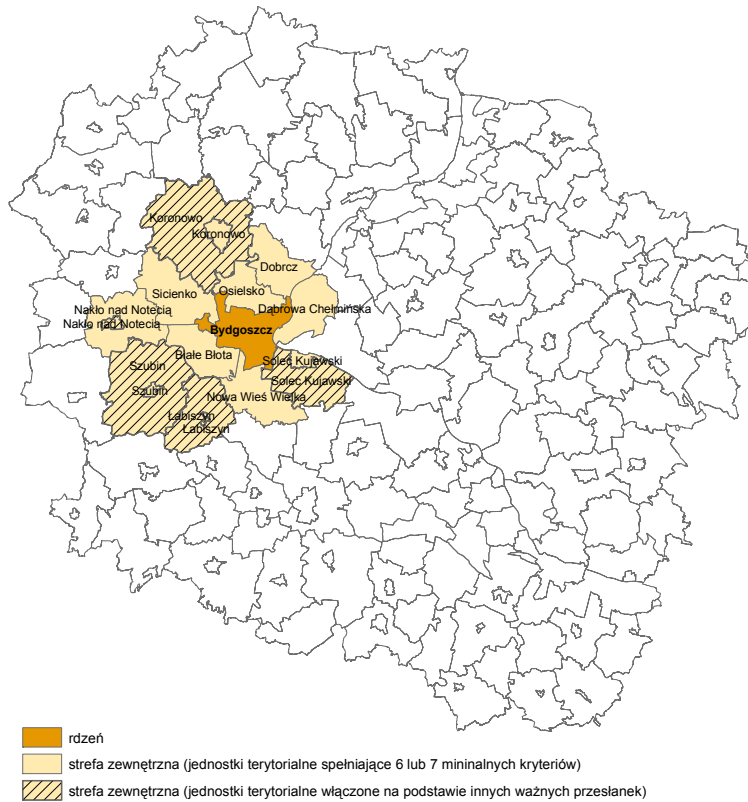 Koronowo
Koronowo
Dobrcz
Osielsko
Sicienko
Dąbrowa Chełmińska
Nakło nad Notecią
Nakło nad Notecią
Bydgoszcz
Białe Błota
Solec Kujawski
Szubin
Solec Kujawski
Szubin
Nowa Wieś Wielka
Łabiszyn
Łabiszyn
rdzeń
strefa zewnętrzna (jednostki terytorialne spełniające 6 lub 7 mininalnych kryteriów)
strefa zewnętrzna (jednostki terytorialne włączone na podstawie innych ważnych przesłanek)